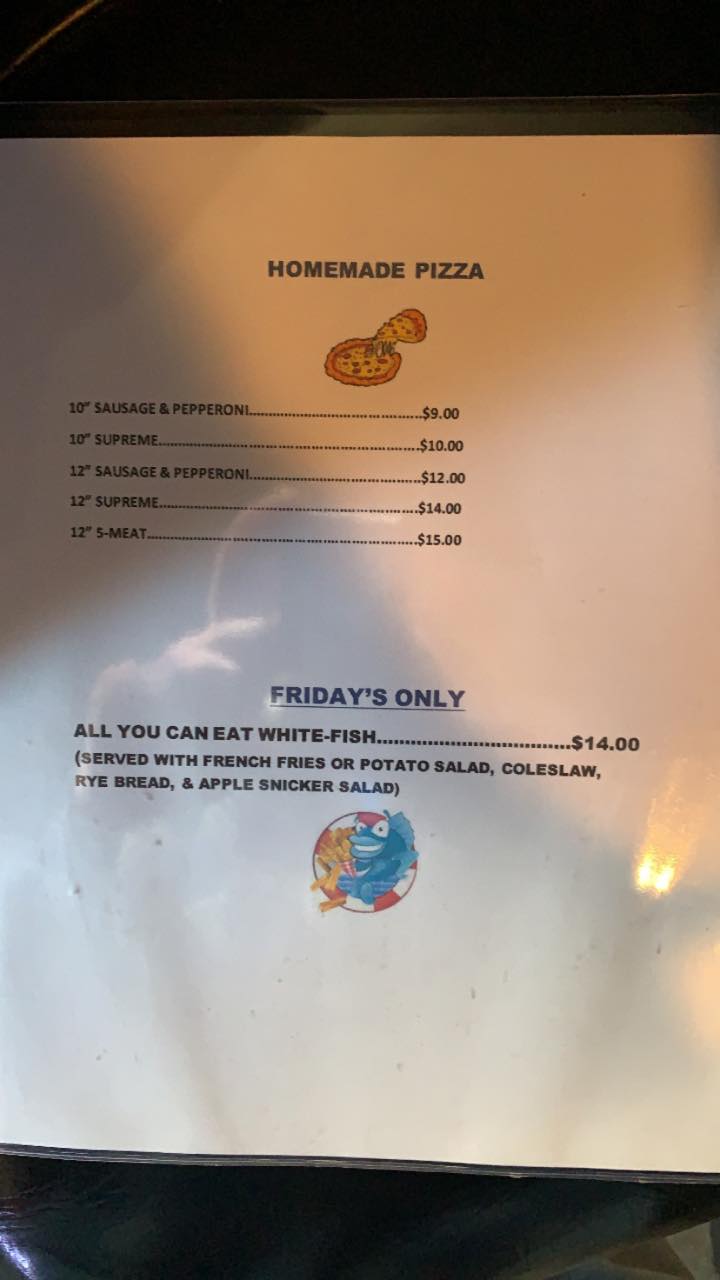 HOMEMADE PIZZA
10" SAUSAGE & PEPPERONI............................................$9.00
10" SUPREME.................................................................$10.00
12" SAUSAGE & PEPPERONI............................................$12.00
12" SUPREME.................................................................$14.00
12" 5-MEAT....................................................................$15.00
FRIDAY'S ONLY
ALL YOU CAN EAT WHITE-FISH...................................$14.00
(SERVED WITH FRENCH FRIES OR POTATO SALAD, COLESLAW,
RYE BREAD, & APPLE SNICKER SALAD)